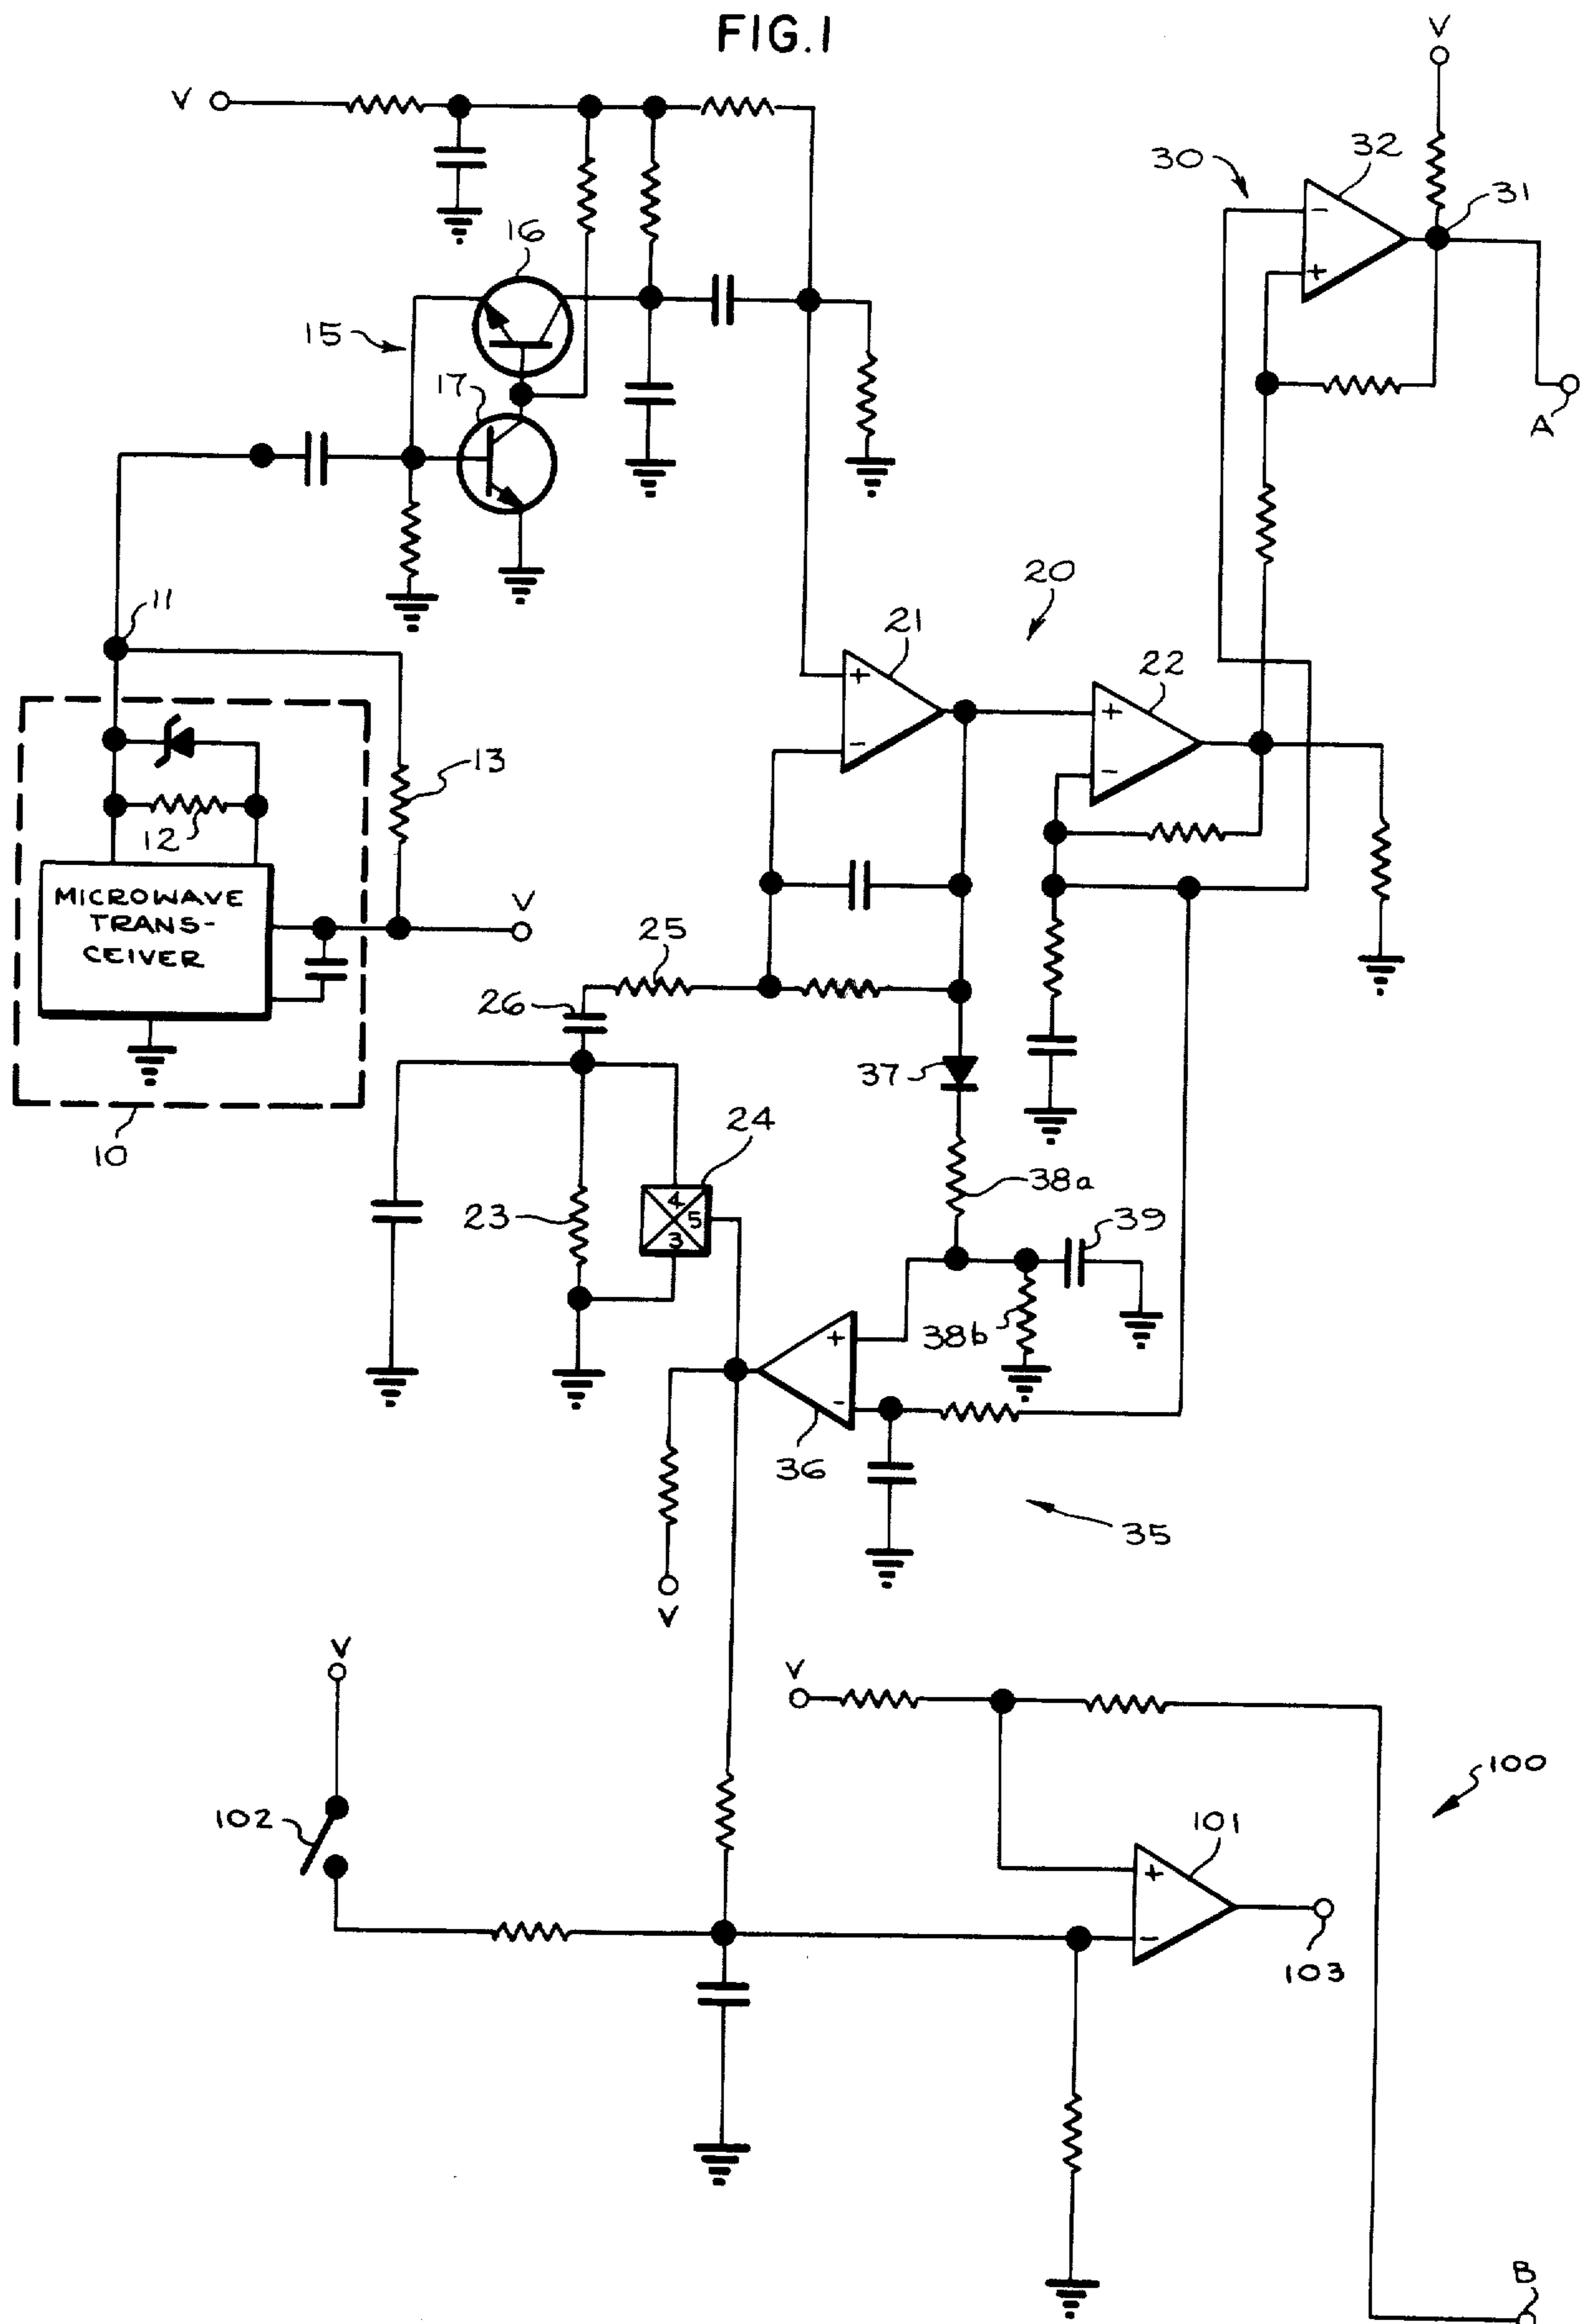 FIG.1
V
V
32
30
31
16
15
17
A
11
20
21
22
13
12
MICROWAVE
TRANS-
CEIVER
V
25
26
37
10
24
4
5
3
23
38a
39
38b
36
35
V
V
V
102
100
101
103
B
+
-
+
-
+
-
+
-
+
-